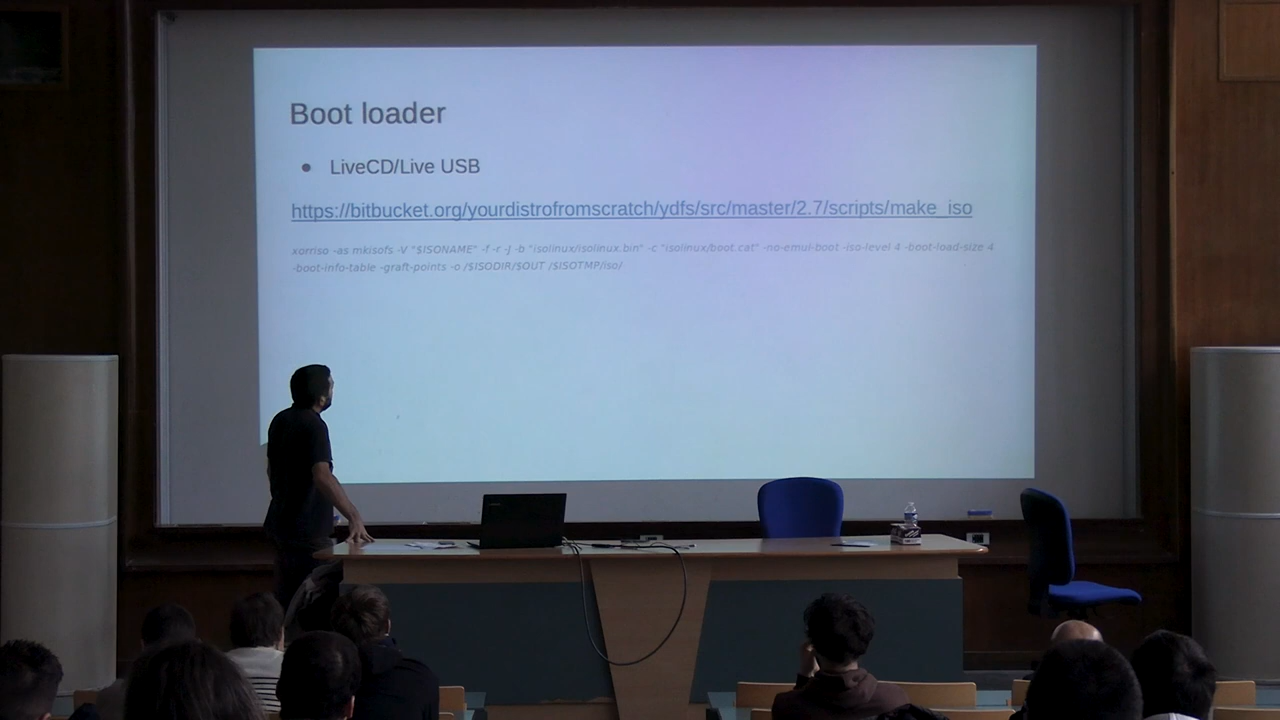 Boot loader
● LiveCD/Live USB
https://bitbucket.org/yourdistrofromscratch/ydfs/src/master/2.7/scripts/make_iso
xorriso -as mkisofs -V "$ISONAME" -f -r -J -b "isolinux/isolinux.bin" -c "isolinux/boot.cat" -no-emul-boot -iso-level 4 -boot-load-size 4
-boot-info-table -graft-points -o /$ISODIR/$OUT /$ISOTMP/iso/